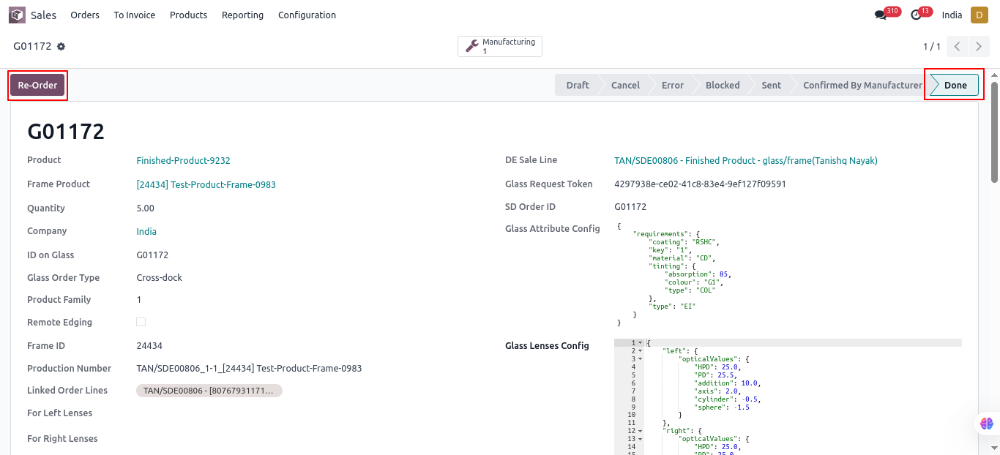 Sales Orders To Invoice Products Reporting Configuration 310 13 India D
G01172 Manufacturing 1 1 / 1
Re-Order Draft Cancel Error Blocked Sent Confirmed By Manufacturer Done
G01172
Product Finished-Product-9232
Frame Product [24434] Test-Product-Frame-0983
Quantity 5.00
Company India
ID on Glass G01172
Glass Order Type Cross-dock
Product Family 1
Remote Edging
Frame ID 24434
Production Number TAN/SDE00806_1-1_[24434] Test-Product-Frame-0983
Linked Order Lines TAN/SDE00806 - [80767931171...
For Left Lenses
For Right Lenses
DE Sale Line TAN/SDE00806 - Finished Product - glass/frame(Tanishq Nayak)
Glass Request Token 4297938e-ce02-41c8-83e4-9ef127f09591
SD Order ID G01172
Glass Attribute Config {
"requirements": {
"coating": "RSHC",
"key": "1",
"material": "CD",
"tinting": {
"absorption": 85,
"colour": "G1",
"type": "COL"
},
"type": "EI"
}
}
Glass Lenses Config 1 {
2 "left": {
3 "opticalValues": {
4 "HPD": 25.0,
5 "PD": 25.5,
6 "addition": 10.0,
7 "axis": 2.0,
8 "cylinder": -0.5,
9 "sphere": -1.5
10 }
11 },
12 "right": {
13 "opticalValues": {
14 "HPD": 25.0,
15 "PD": 25.0,